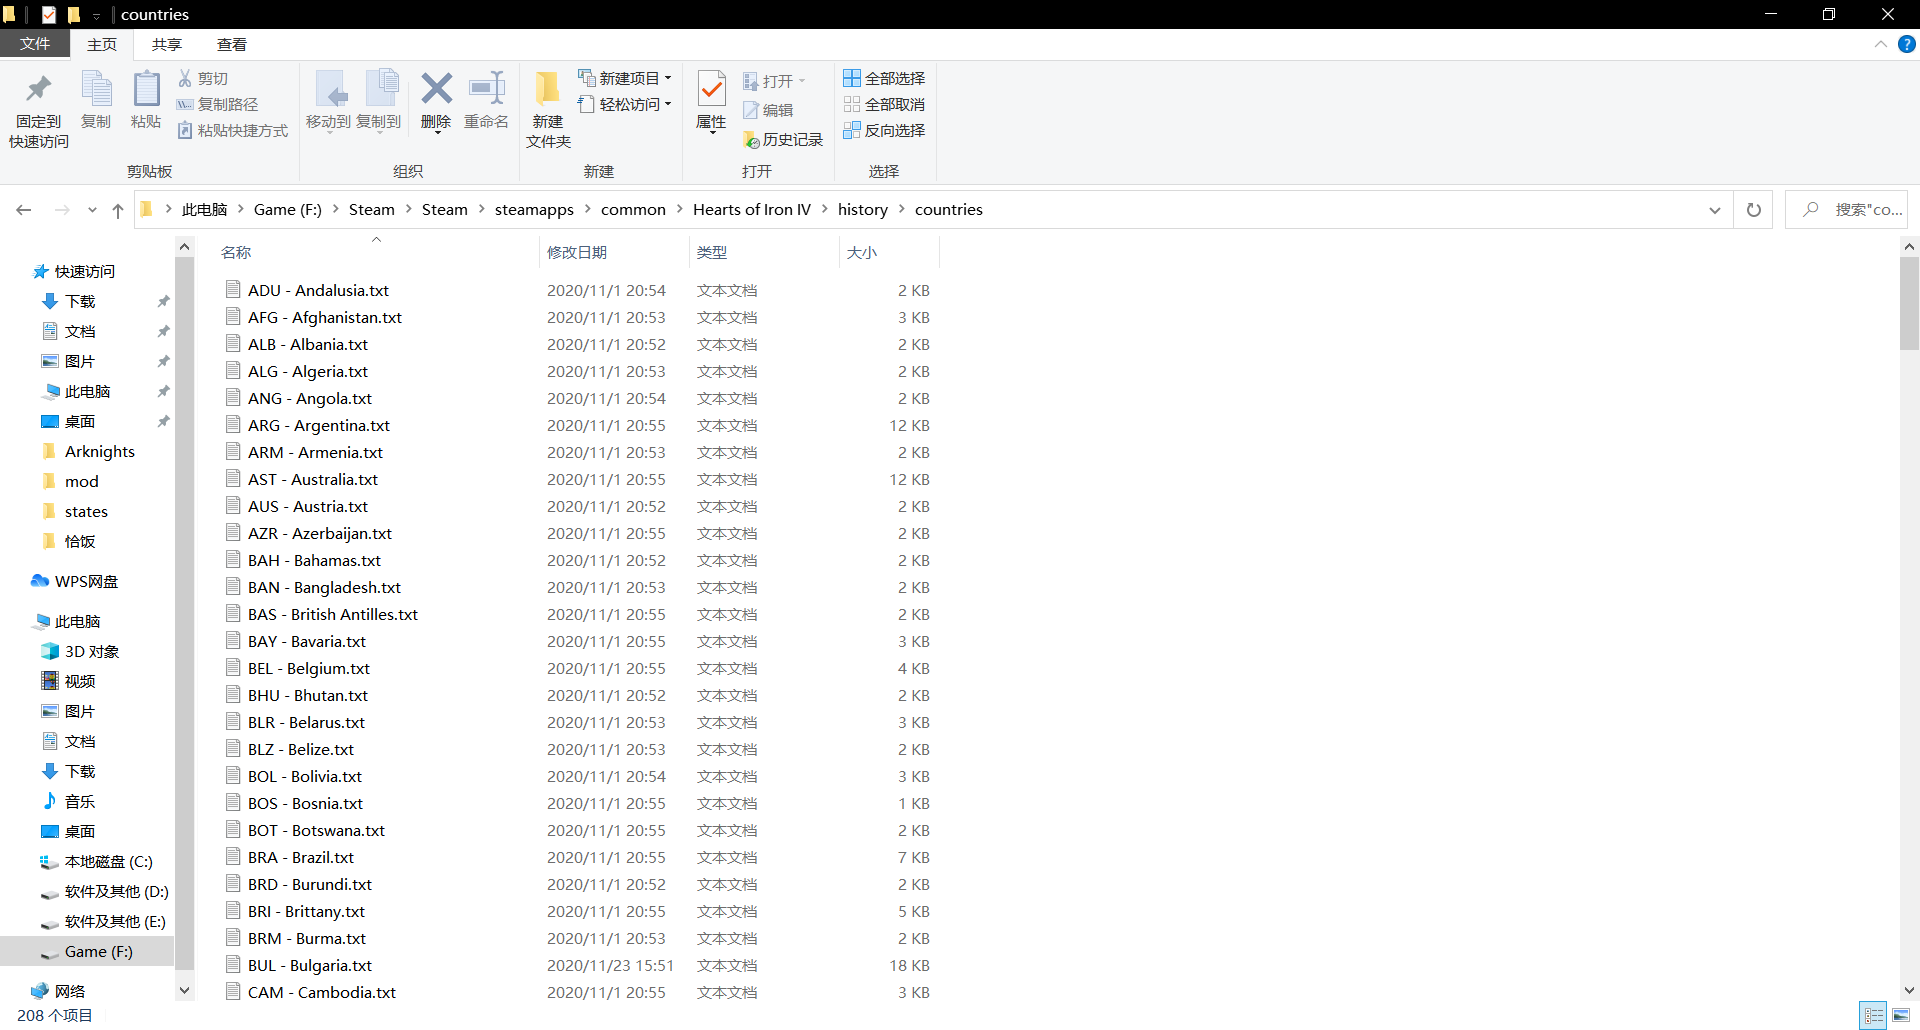 countries
文件 主页 共享 查看
固定到
快速访问
复制
粘贴
剪切
复制路径
粘贴快捷方式
剪贴板
移动到 复制到 删除 重命名
组织
新建
文件夹
新建项目
轻松访问
新建
属性
打开
编辑
历史记录
打开
全部选择
全部取消
反向选择
选择
此电脑 Game (F:) Steam Steam steamapps common Hearts of Iron IV history countries
搜索"co...
快速访问
下载
文档
图片
此电脑
桌面
Arknights
mod
states
恰饭
WPS网盘
此电脑
3D 对象
视频
图片
文档
下载
音乐
桌面
本地磁盘 (C:)
软件及其他 (D:)
软件及其他 (E:)
Game (F:)
网络
名称 修改日期 类型 大小
ADU - Andalusia.txt 2020/11/1 20:54 文本文档 2 KB
AFG - Afghanistan.txt 2020/11/1 20:53 文本文档 3 KB
ALB - Albania.txt 2020/11/1 20:52 文本文档 2 KB
ALG - Algeria.txt 2020/11/1 20:53 文本文档 2 KB
ANG - Angola.txt 2020/11/1 20:54 文本文档 2 KB
ARG - Argentina.txt 2020/11/1 20:55 文本文档 12 KB
ARM - Armenia.txt 2020/11/1 20:53 文本文档 2 KB
AST - Australia.txt 2020/11/1 20:55 文本文档 12 KB
AUS - Austria.txt 2020/11/1 20:52 文本文档 2 KB
AZR - Azerbaijan.txt 2020/11/1 20:55 文本文档 2 KB
BAH - Bahamas.txt 2020/11/1 20:52 文本文档 2 KB
BAN - Bangladesh.txt 2020/11/1 20:53 文本文档 2 KB
BAS - British Antilles.txt 2020/11/1 20:55 文本文档 2 KB
BAY - Bavaria.txt 2020/11/1 20:55 文本文档 3 KB
BEL - Belgium.txt 2020/11/1 20:55 文本文档 4 KB
BHU - Bhutan.txt 2020/11/1 20:52 文本文档 2 KB
BLR - Belarus.txt 2020/11/1 20:53 文本文档 3 KB
BLZ - Belize.txt 2020/11/1 20:53 文本文档 2 KB
BOL - Bolivia.txt 2020/11/1 20:54 文本文档 3 KB
BOS - Bosnia.txt 2020/11/1 20:55 文本文档 1 KB
BOT - Botswana.txt 2020/11/1 20:55 文本文档 2 KB
BRA - Brazil.txt 2020/11/1 20:55 文本文档 7 KB
BRD - Burundi.txt 2020/11/1 20:52 文本文档 2 KB
BRI - Brittany.txt 2020/11/1 20:55 文本文档 5 KB
BRM - Burma.txt 2020/11/1 20:53 文本文档 2 KB
BUL - Bulgaria.txt 2020/11/23 15:51 文本文档 18 KB
CAM - Cambodia.txt 2020/11/1 20:55 文本文档 3 KB
208 个项目